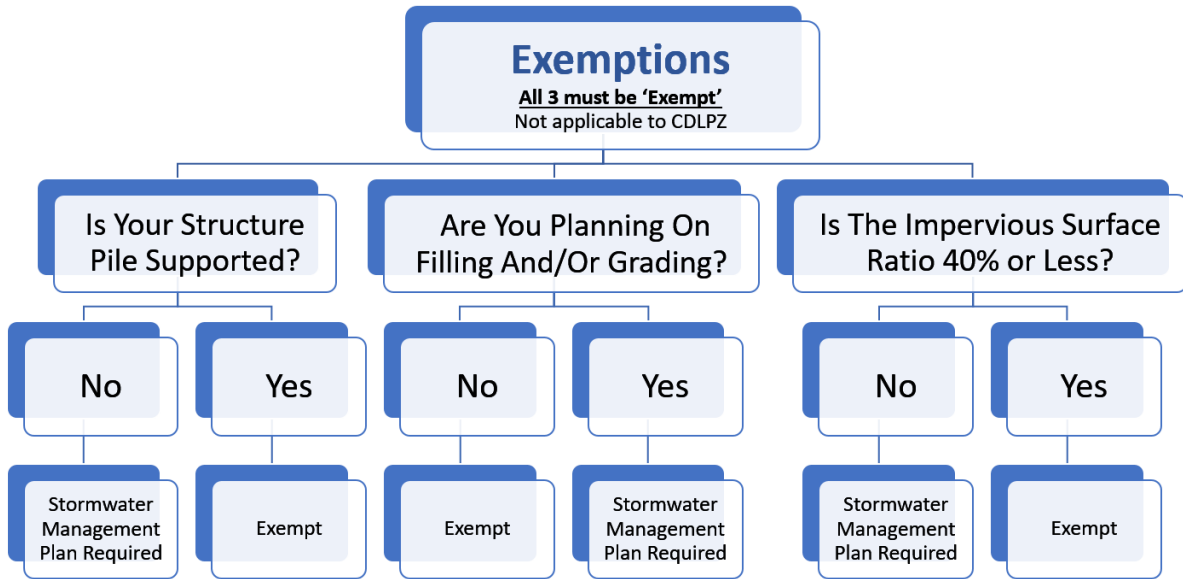 Exemptions
All 3 must be ‘Exempt’
Not applicable to CDLPZ
Is Your Structure
Pile Supported?
Are You Planning On
Filling And/Or Grading?
Is The Impervious Surface
Ratio 40% or Less?
No
Yes
No
Yes
No
Yes
Stormwater
Management
Plan Required
Exempt
Exempt
Stormwater
Management
Plan Required
Stormwater
Management
Plan Required
Exempt